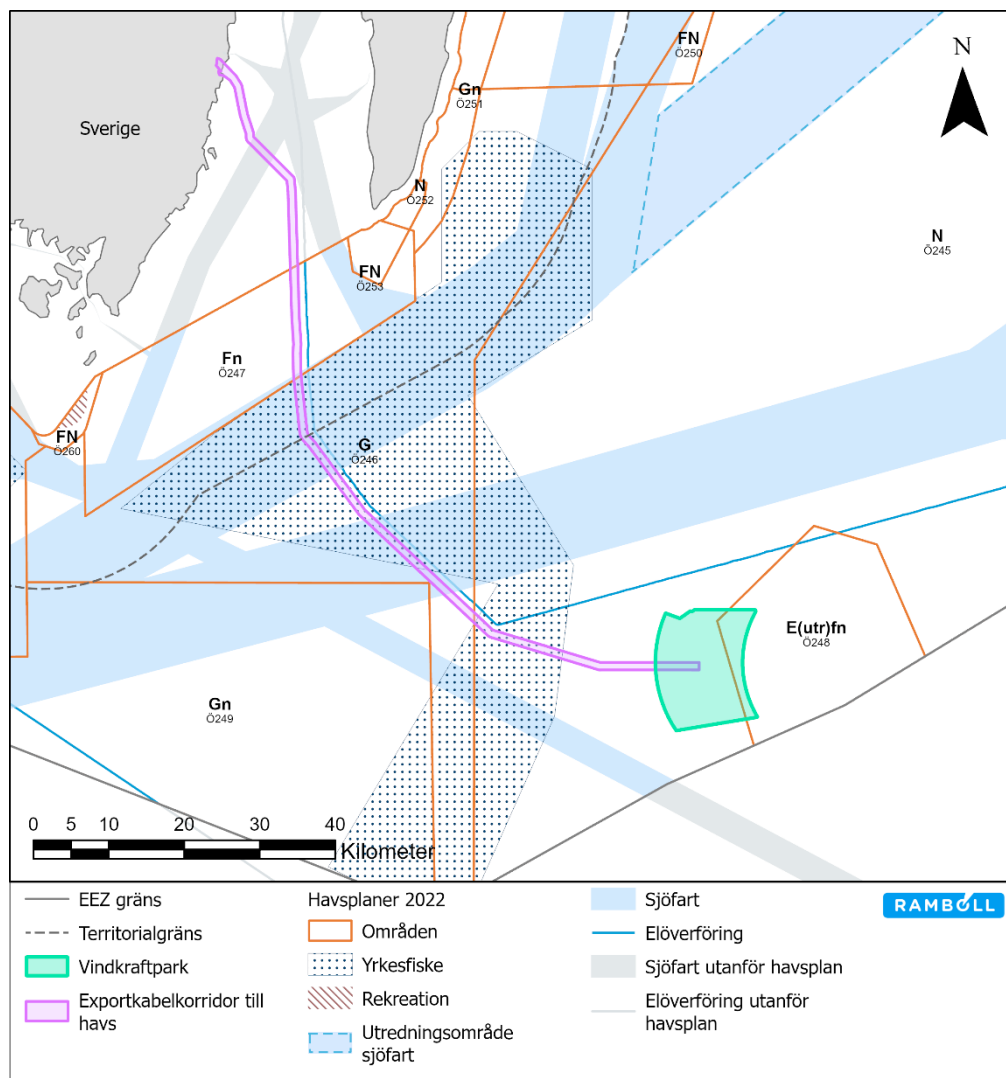 FN
Ö250
N
Gn
Ö251
Sverige
N
Ö252
N
Ö245
FN
Ö253
Fn
Ö247
FN
Ö260
G
Ö246
E(utr)fn
Ö248
Gn
Ö249
0 5 10 20 30 40
Kilometer
EEZ gräns
Territorialgräns
Vindkraftpark
Exportkabelkorridor till
havs
Havsplaner 2022
Områden
Yrkesfiske
Rekreation
Utredningsområde
sjöfart
Sjöfart
Elöverföring
Sjöfart utanför havsplan
Elöverföring utanför
havsplan
RAMBOLL